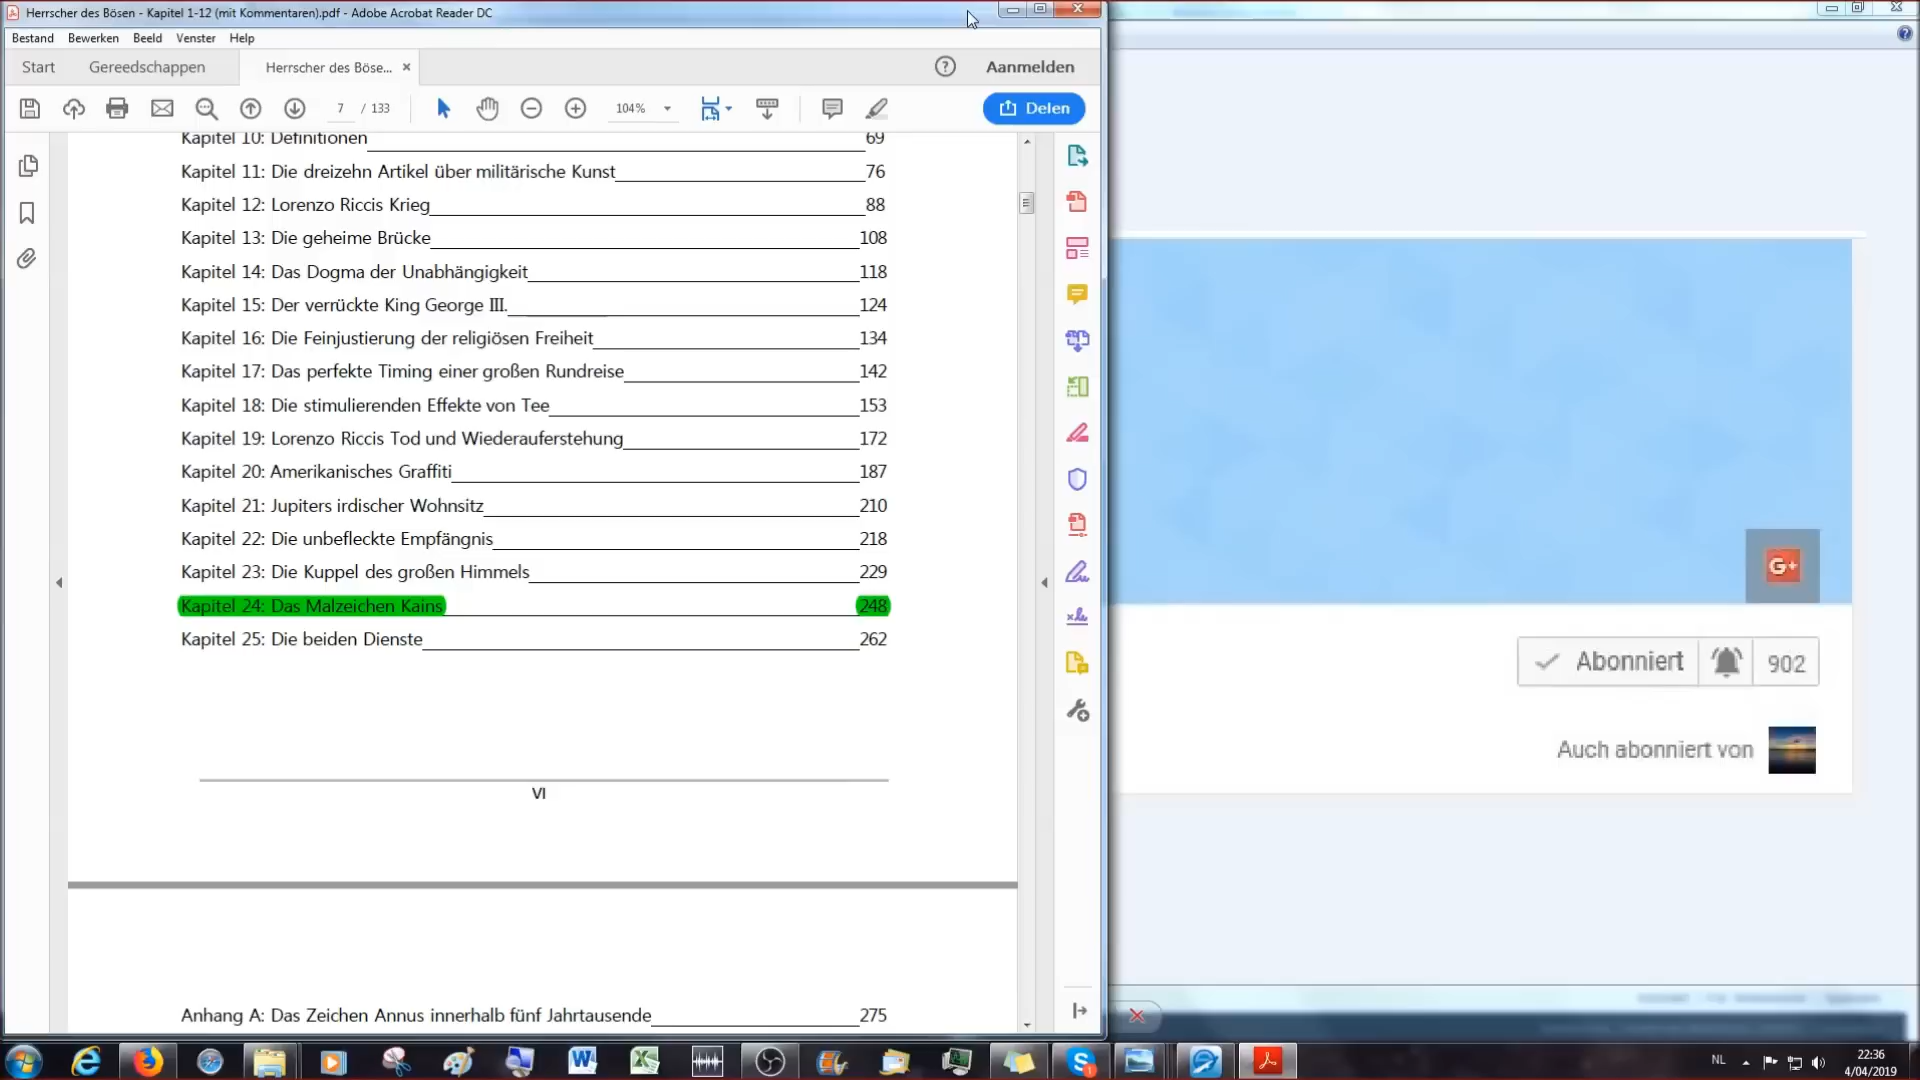 Herrscher des Bösen - Kapitel 1-12 (mit Kommentaren).pdf - Adobe Acrobat Reader DC
Bestand Bewerken Beeld Venster Help
Start Gereedschappen Herrscher des Böse... × Aanmelden
7 / 133 104% Delen
Kapitel 10: Definitionen 69
Kapitel 11: Die dreizehn Artikel über militärische Kunst 76
Kapitel 12: Lorenzo Riccis Krieg 88
Kapitel 13: Die geheime Brücke 108
Kapitel 14: Das Dogma der Unabhängigkeit 118
Kapitel 15: Der verrückte King George III. 124
Kapitel 16: Die Feinjustierung der religiösen Freiheit 134
Kapitel 17: Das perfekte Timing einer großen Rundreise 142
Kapitel 18: Die stimulierenden Effekte von Tee 153
Kapitel 19: Lorenzo Riccis Tod und Wiederauferstehung 172
Kapitel 20: Amerikanisches Graffiti 187
Kapitel 21: Jupiters irdischer Wohnsitz 210
Kapitel 22: Die unbefleckte Empfängnis 218
Kapitel 23: Die Kuppel des großen Himmels 229
Kapitel 24: Das Malzeichen Kains 248
Kapitel 25: Die beiden Dienste 262
VI
Anhang A: Das Zeichen Annus innerhalb fünf Jahrtausende 275
G+
Abonniert 902
Auch abonniert von
NL
22:36
4/04/2019